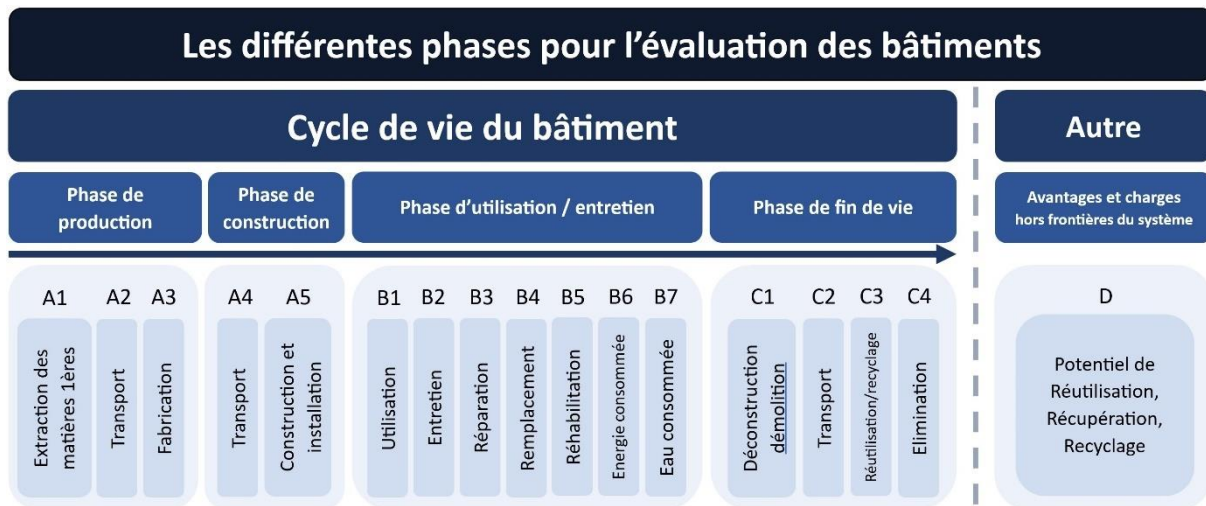 Les différentes phases pour l'évaluation des bâtiments
Cycle de vie du bâtiment
Autre
Phase de
production
Phase de
construction
Phase d'utilisation / entretien
Phase de fin de vie
Avantages et charges
hors frontières du système
A1
A2
A3
A4
A5
B1
B2
B3
B4
B5
B6
B7
C1
C2
C3
C4
D
Extraction des
matières 1ères
Transport
Fabrication
Transport
Construction et
installation
Utilisation
Entretien
Réparation
Remplacement
Réhabilitation
Energie consommée
Eau consommée
Déconstruction
démolition
Transport
Réutilisation/recyclage
Elimination
Potentiel de
Réutilisation,
Récupération,
Recyclage